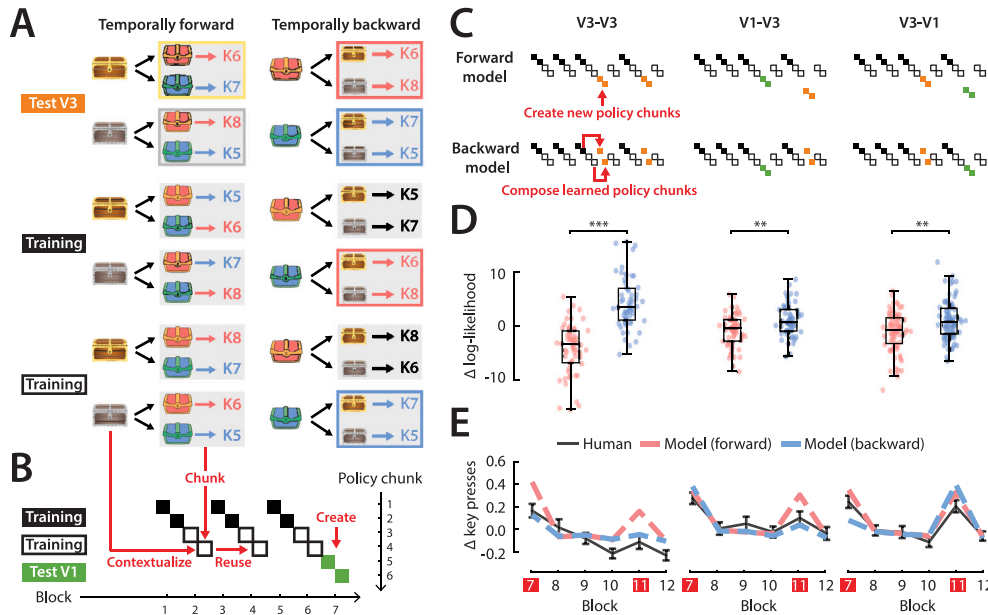 A
Temporally forward
Temporally backward
K6
K7
K6
K8
Test V3
K8
K5
K7
K5
K5
K6
K5
K7
Training
K7
K8
K6
K8
K8
K7
K8
K6
Training
K6
K5
K7
K5
B
Chunk
Policy chunk
Training
Training
Test V1
Create
Contextualize
Reuse
1
2
3
4
5
6
Block
1 2 3 4 5 6 7
C
V3-V3 V1-V3 V3-V1
Forward
model
Create new policy chunks
Backward
model
Compose learned policy chunks
D
*** ** **
Δ log-likelihood
10
0
-10
E
Human Model (forward) Model (backward)
Δ key presses
0.6
0.4
0.2
0.0
-0.2
7 8 9 10 11 12 7 8 9 10 11 12 7 8 9 10 11 12
Block Block Block